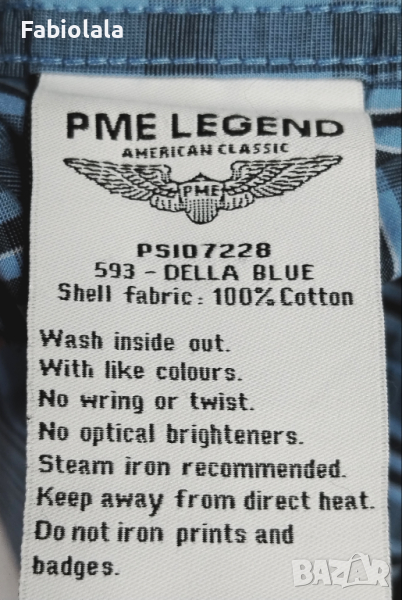 Fabiolala
PME LEGEND
AMERICAN CLASSIC
PME
PSI07228
593 - DELLA BLUE
Shell fabric: 100% Cotton
Wash inside out.
With like colours.
No wring or twist.
No optical brighteners.
Steam iron recommended.
Keep away from direct heat.
Do not iron prints and
badges.
BAZAR